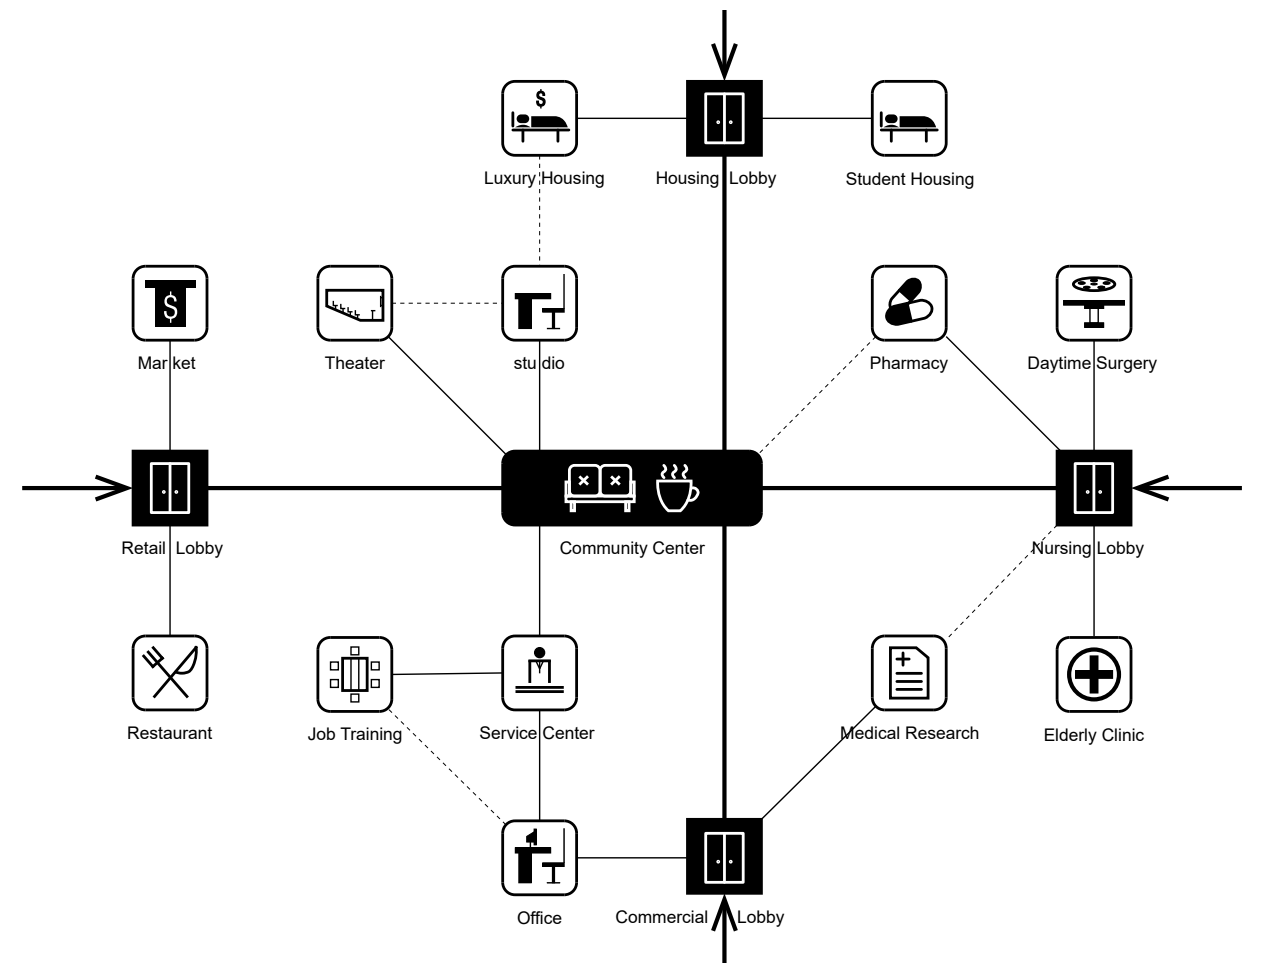 $
Luxury Housing
Housing Lobby
Student Housing
$
Market
Theater
studio
Pharmacy
Daytime Surgery
Retail Lobby
Community Center
Nursing Lobby
Restaurant
Job Training
Service Center
Medical Research
Elderly Clinic
Office
Commercial Lobby